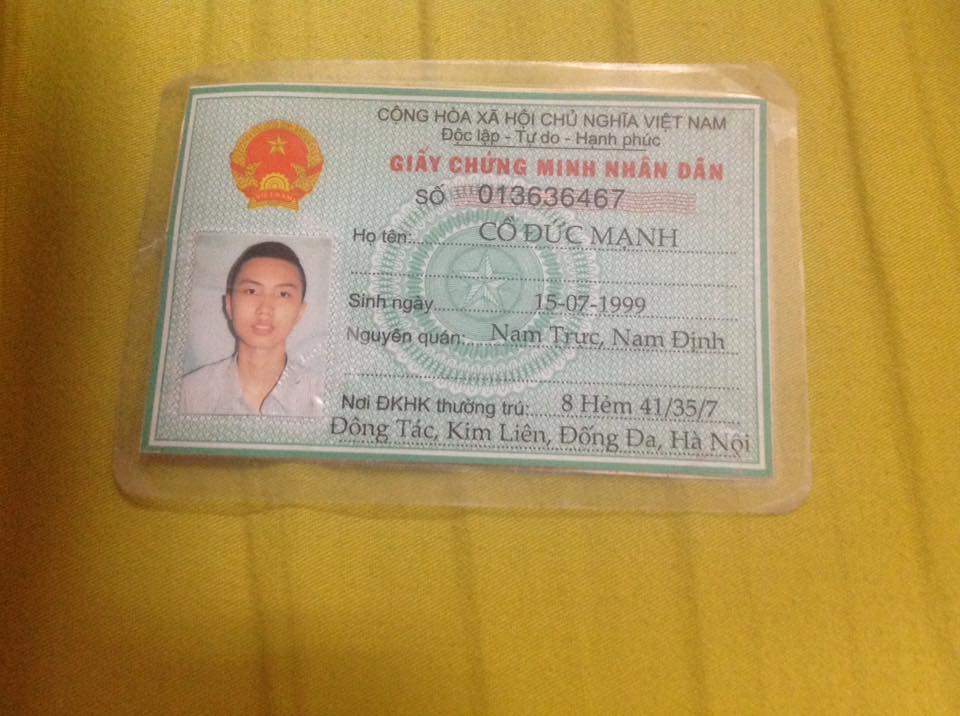 CỘNG HÒA XÃ HỘI CHỦ NGHĨA VIỆT NAM
Độc lập - Tự do - Hạnh phúc
GIẤY CHỨNG MINH NHÂN DÂN
SỐ 013636467
Họ tên: CỒ ĐỨC MẠNH
Sinh ngày 15-07-1999
Nguyên quán: Nam Trực, Nam Định
Nơi ĐKHK thường trú: 8 Hẻm 41/35/7
Đông Tác, Kim Liên, Đống Đa, Hà Nội